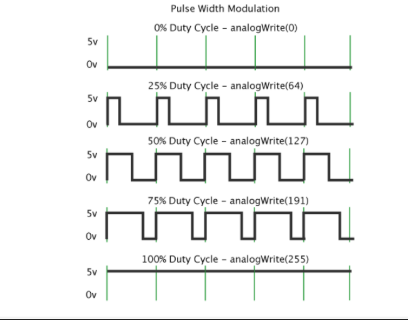 Pulse Width Modulation
0% Duty Cycle – analogWrite(0)
5v
0v
25% Duty Cycle – analogWrite(64)
5v
0v
50% Duty Cycle – analogWrite(127)
5v
0v
75% Duty Cycle – analogWrite(191)
5v
0v
100% Duty Cycle – analogWrite(255)
5v
0v